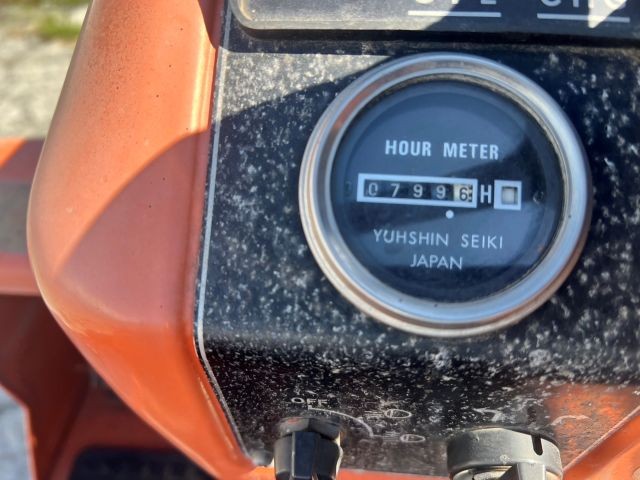 HOUR METER
07996 H
YUHSHIN SEIKI
JAPAN
OFF